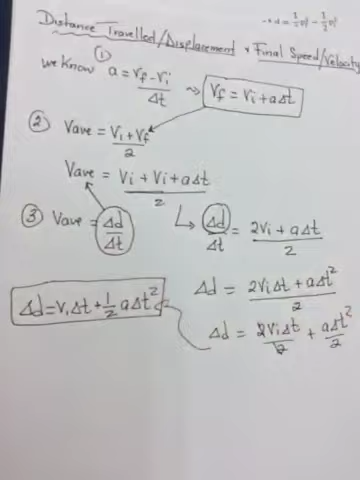 Distance Travelled/Displacement & Final Speed/Velocity
① we know a = Vf - Vi / Δt ⇒ Vf = Vi + aΔt
② Vave = Vi + Vf / 2
Vave = Vi + Vi + aΔt / 2
③ Vave = Δd / Δt
Δd / Δt = 2Vi + aΔt / 2
Δd = 2ViΔt + aΔt² / 2
Δd = 2ViΔt / 2 + aΔt² / 2
Δd = ViΔt + 1/2 aΔt²